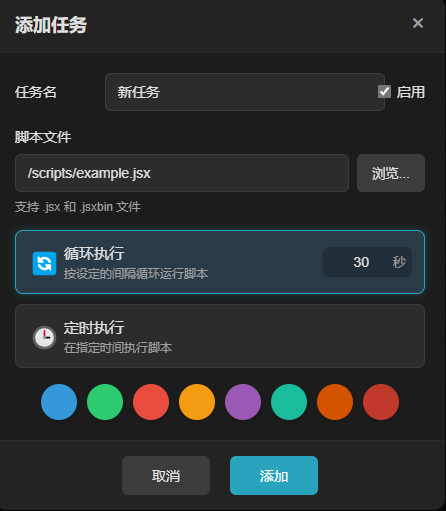 添加任务 ×
任务名 新任务 启用
脚本文件
/scripts/example.jsx 浏览...
支持 .jsx 和 .jsxbin 文件
循环执行
按设定的间隔循环运行脚本
30 秒
定时执行
在指定时间执行脚本
取消 添加